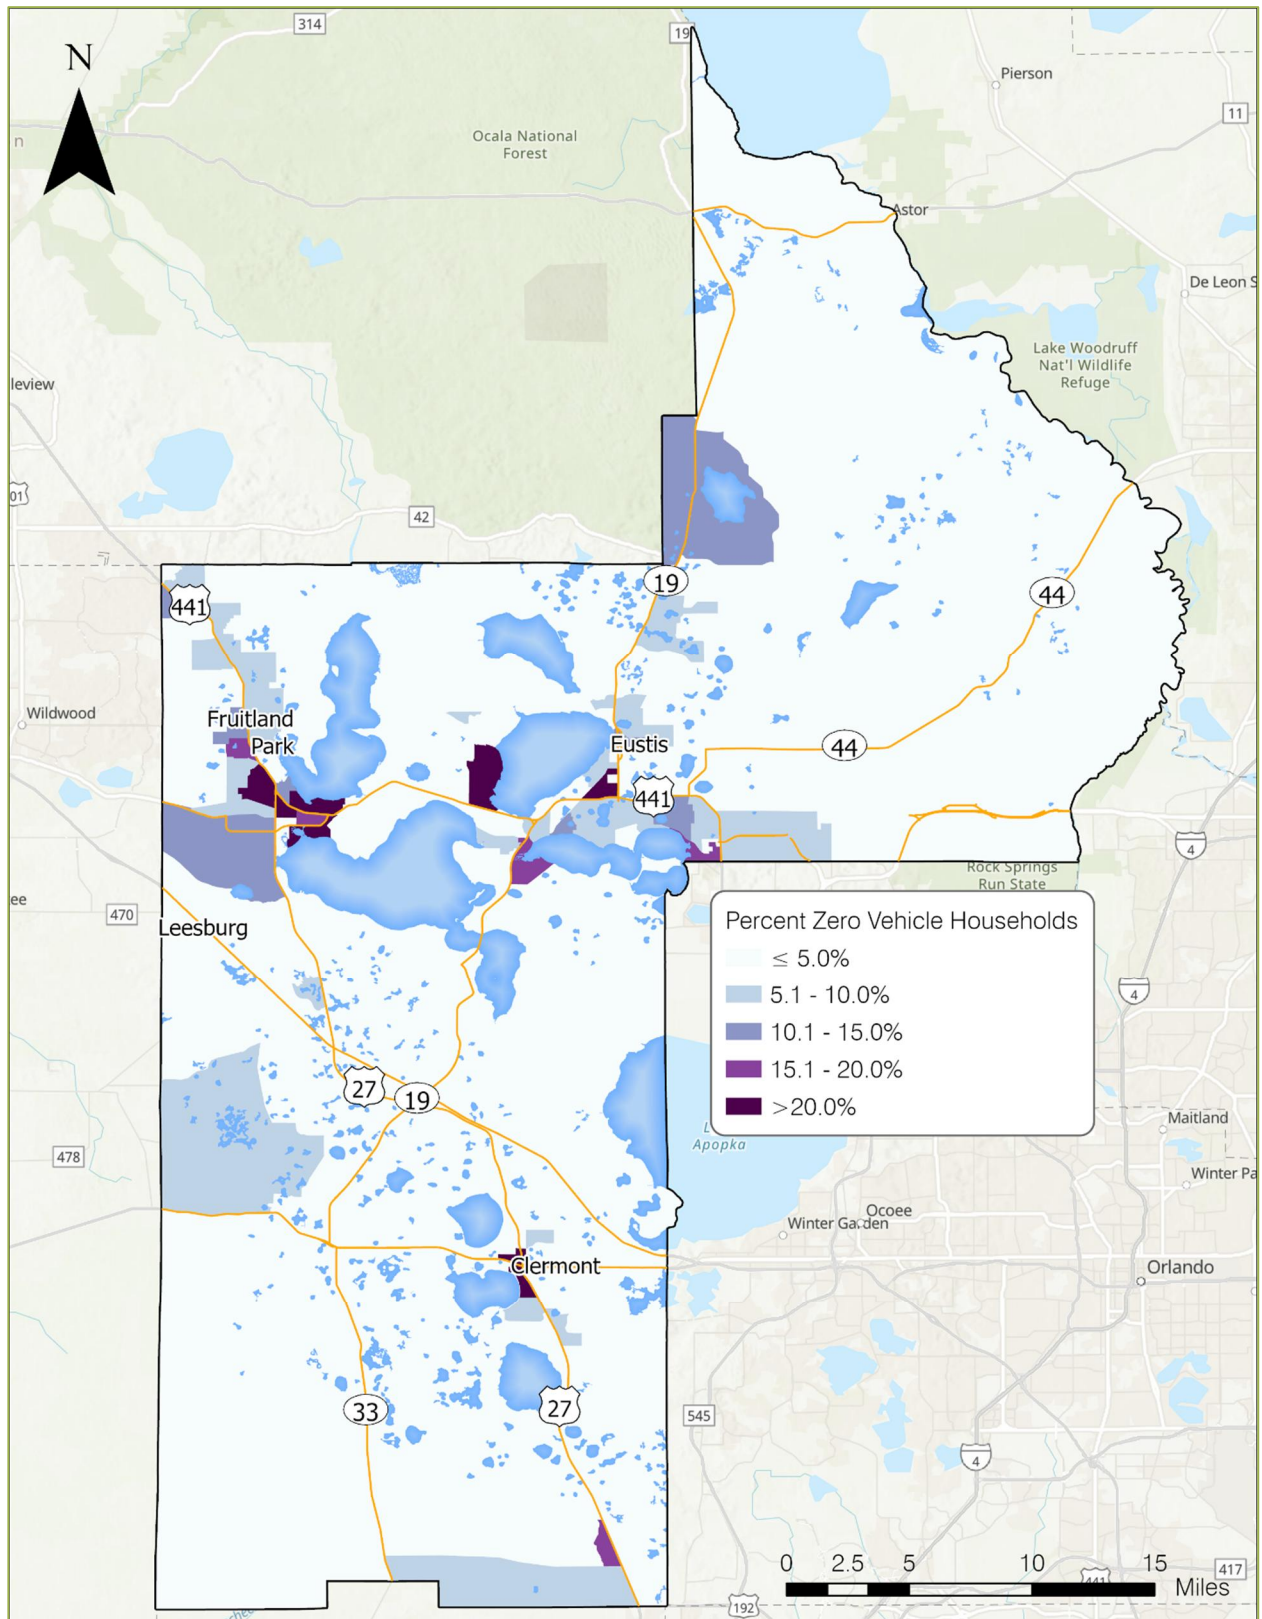 314
19
N
Pierson
11
Ocala National
Forest
Astor
De Leon S
Lake Woodruff
Nat'l Wildlife
Refuge
leview
01
42
19
44
441
Wildwood
Fruitland
Park
Eustis
44
441
4
Rock Springs
Run State
ee
470
Leesburg
Percent Zero Vehicle Households
≤ 5.0%
5.1 - 10.0%
10.1 - 15.0%
15.1 - 20.0%
>20.0%
4
27
19
Apopka
Maitland
478
Winter Pa
Ocoee
Winter Garden
Clermont
Orlando
33
27
545
4
0 2.5 5 10 15
Miles
417
441
192